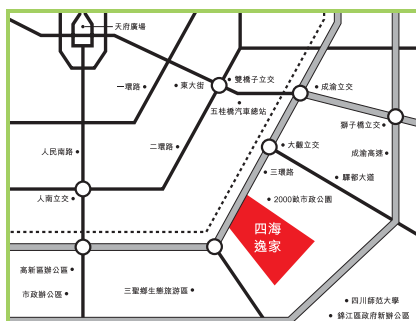 天府廣場
一環路
東大街
雙橋子立交
成渝立交
五桂橋汽車總站
獅子橋立交
人民南路
二環路
大觀立交
成渝高速
三環路
驛都大道
人南立交
2000畝市政公園
四海
逸家
高新區辦公區
市政辦公區
三聖鄉生態旅游區
四川師范大學
錦江區政府新辦公區